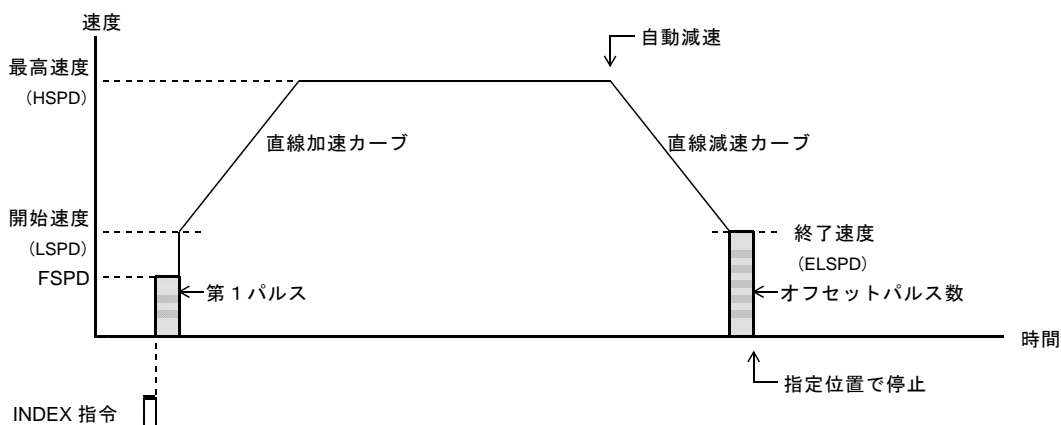 速度
自動減速
最高速度
（HSPD）
直線加速カーブ
直線減速カーブ
開始速度
（LSPD）
終了速度
（ELSPD）
FSPD
第１パルス
オフセットパルス数
時間
指定位置で停止
INDEX 指令